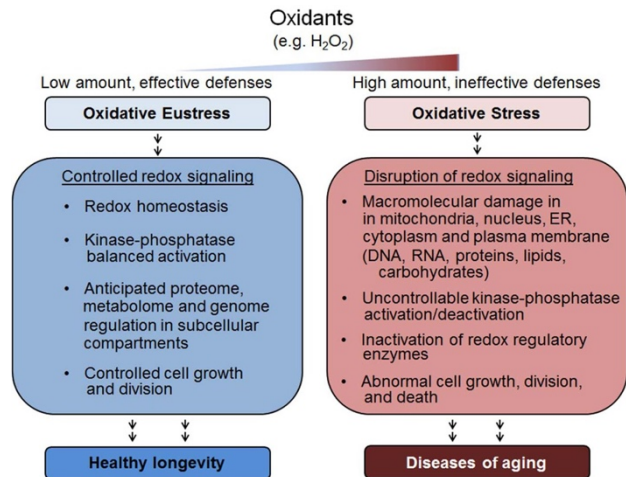 Oxidants
(e.g. H₂O₂)
Low amount, effective defenses
High amount, ineffective defenses
Oxidative Eustress
Oxidative Stress
Controlled redox signaling
• Redox homeostasis
• Kinase-phosphatase
balanced activation
• Anticipated proteome,
metabolome and genome
regulation in subcellular
compartments
• Controlled cell growth
and division
Disruption of redox signaling
• Macromolecular damage in
in mitochondria, nucleus, ER,
cytoplasm and plasma membrane
(DNA, RNA, proteins, lipids,
carbohydrates)
• Uncontrollable kinase-phosphatase
activation/deactivation
• Inactivation of redox regulatory
enzymes
• Abnormal cell growth, division,
and death
Healthy longevity
Diseases of aging